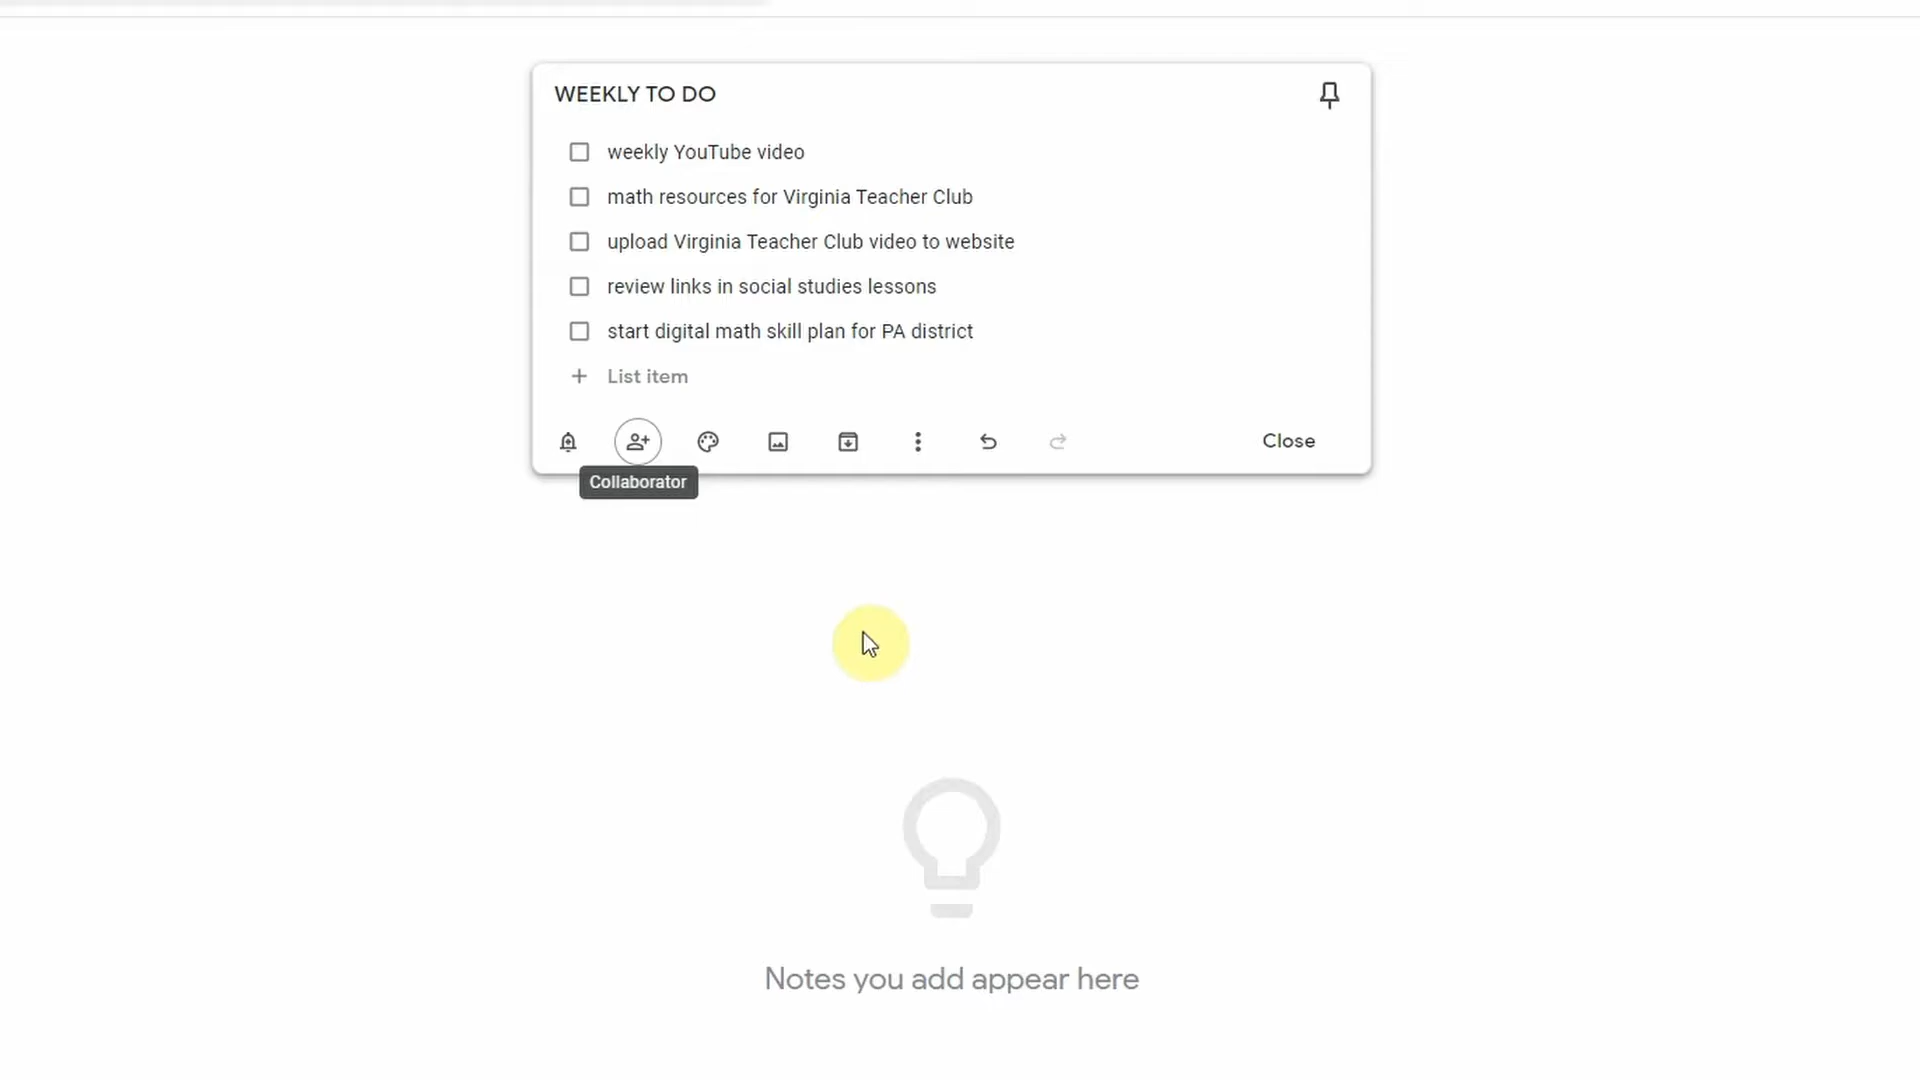 WEEKLY TO DO
weekly YouTube video
math resources for Virginia Teacher Club
upload Virginia Teacher Club video to website
review links in social studies lessons
start digital math skill plan for PA district
List item
Close
Collaborator
Notes you add appear here